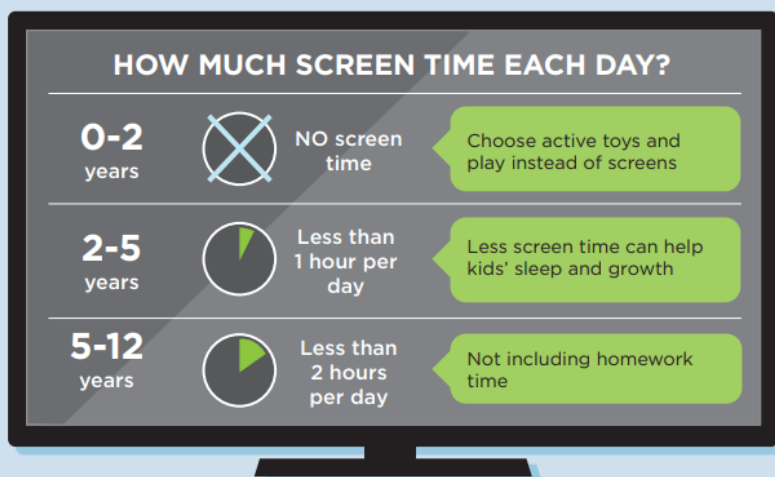 HOW MUCH SCREEN TIME EACH DAY?
0-2
years
NO screen
time
Choose active toys and
play instead of screens
2-5
years
Less than
1 hour per
day
Less screen time can help
kids’ sleep and growth
5-12
years
Less than
2 hours
per day
Not including homework
time